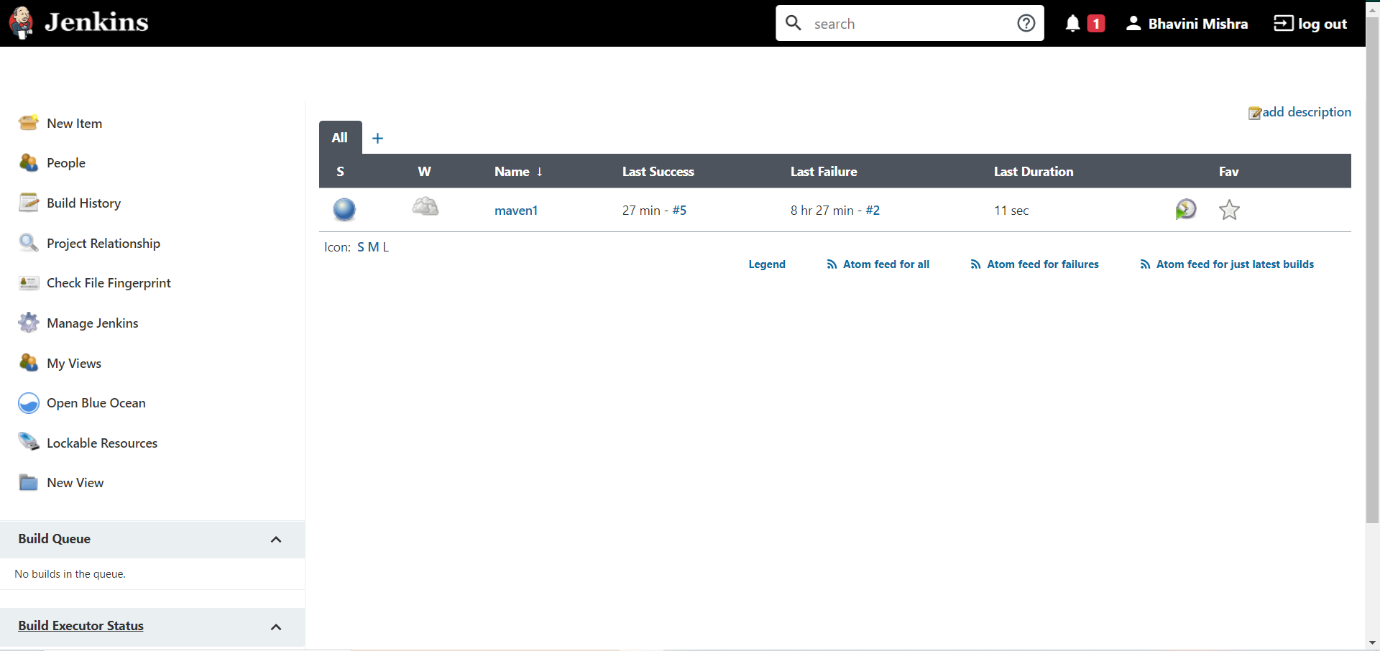 Jenkins
search
1
Bhavini Mishra
log out
New Item
People
Build History
Project Relationship
Check File Fingerprint
Manage Jenkins
My Views
Open Blue Ocean
Lockable Resources
New View
Build Queue
No builds in the queue.
Build Executor Status
add description
All +
S W Name ↓ Last Success Last Failure Last Duration Fav
maven1 27 min - #5 8 hr 27 min - #2 11 sec
Icon: S M L
Legend Atom feed for all Atom feed for failures Atom feed for just latest builds